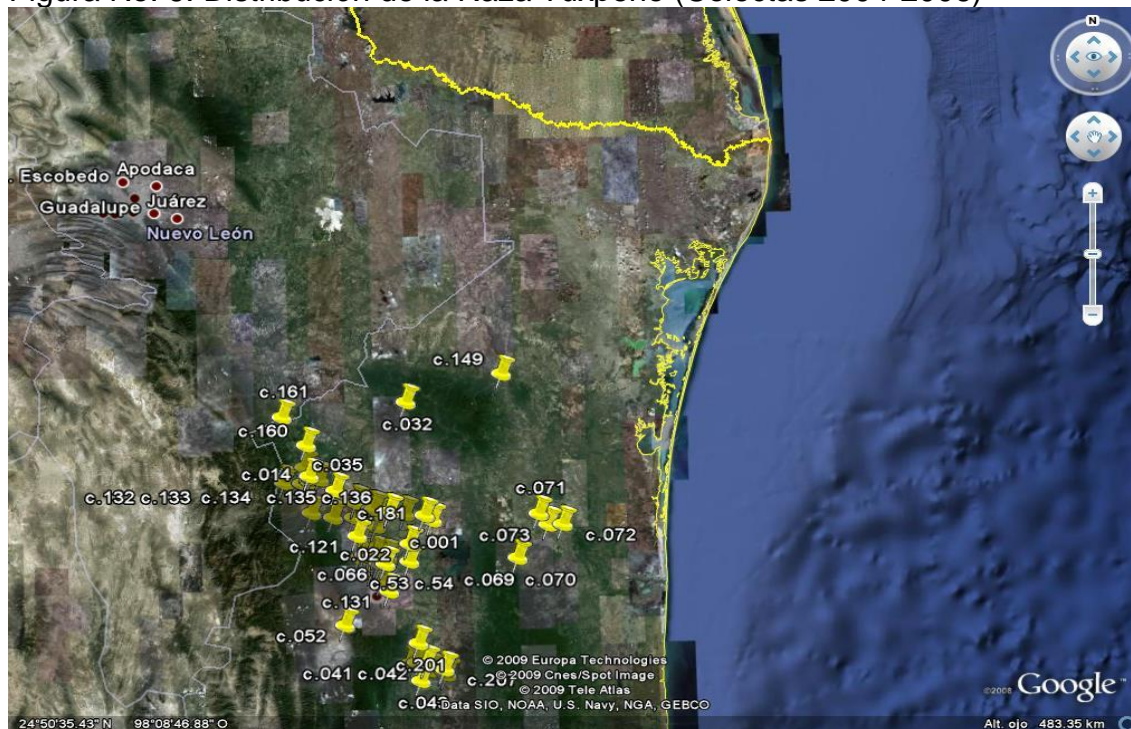 N
. Escobedo Apodaca
Guadalupe Juárez
Nuevo León
c.149
c.161
c.032
c.160
c.035
c.014
c.071
c.132 c.133 c.134 c.135 c.136
c.181
c.073 c.072
c.001
c.121
c.022
c.066 c.53 c.54 c.069 c.070
c.131
c.052
c.201
c.041 c.042 c.207
© 2009 Europa Technologies
© 2009 Cnes/Spot Image
© 2009 Tele Atlas
Data SIO, NOAA, U.S. Navy, NGA, GEBCO
©2008 Google™
24°50'35.43" N 98°08'46.88" O Alt. ojo 483.35 km